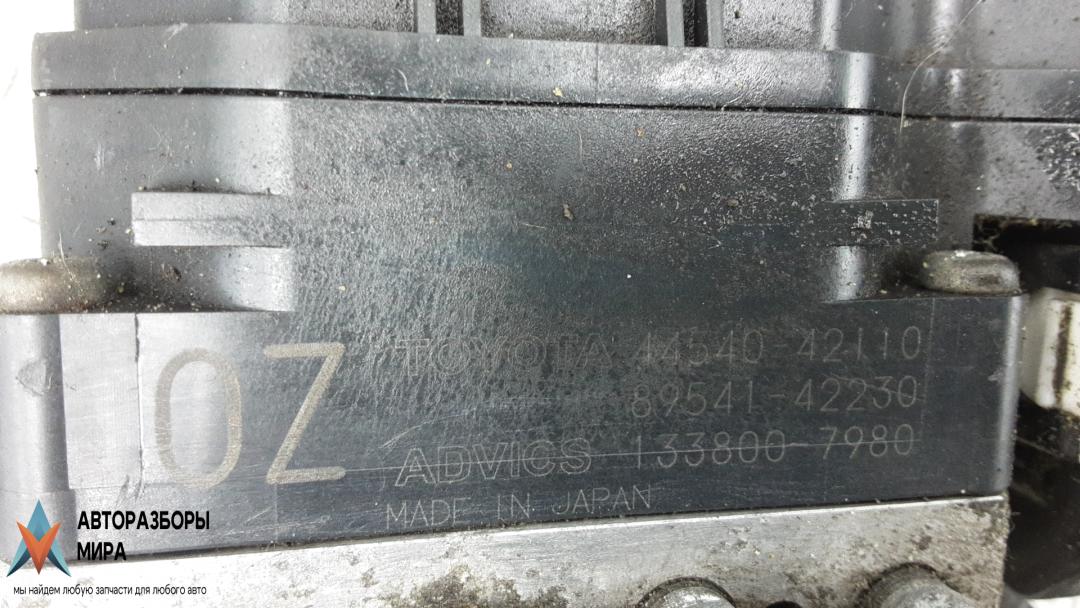 OZ
TOYOTA 44540-42110
89541-42230
ADVICS 133800-7980
MADE IN JAPAN
АВТОРАЗБОРЫ
МИРА
мы найдем любую запчасти для любого авто